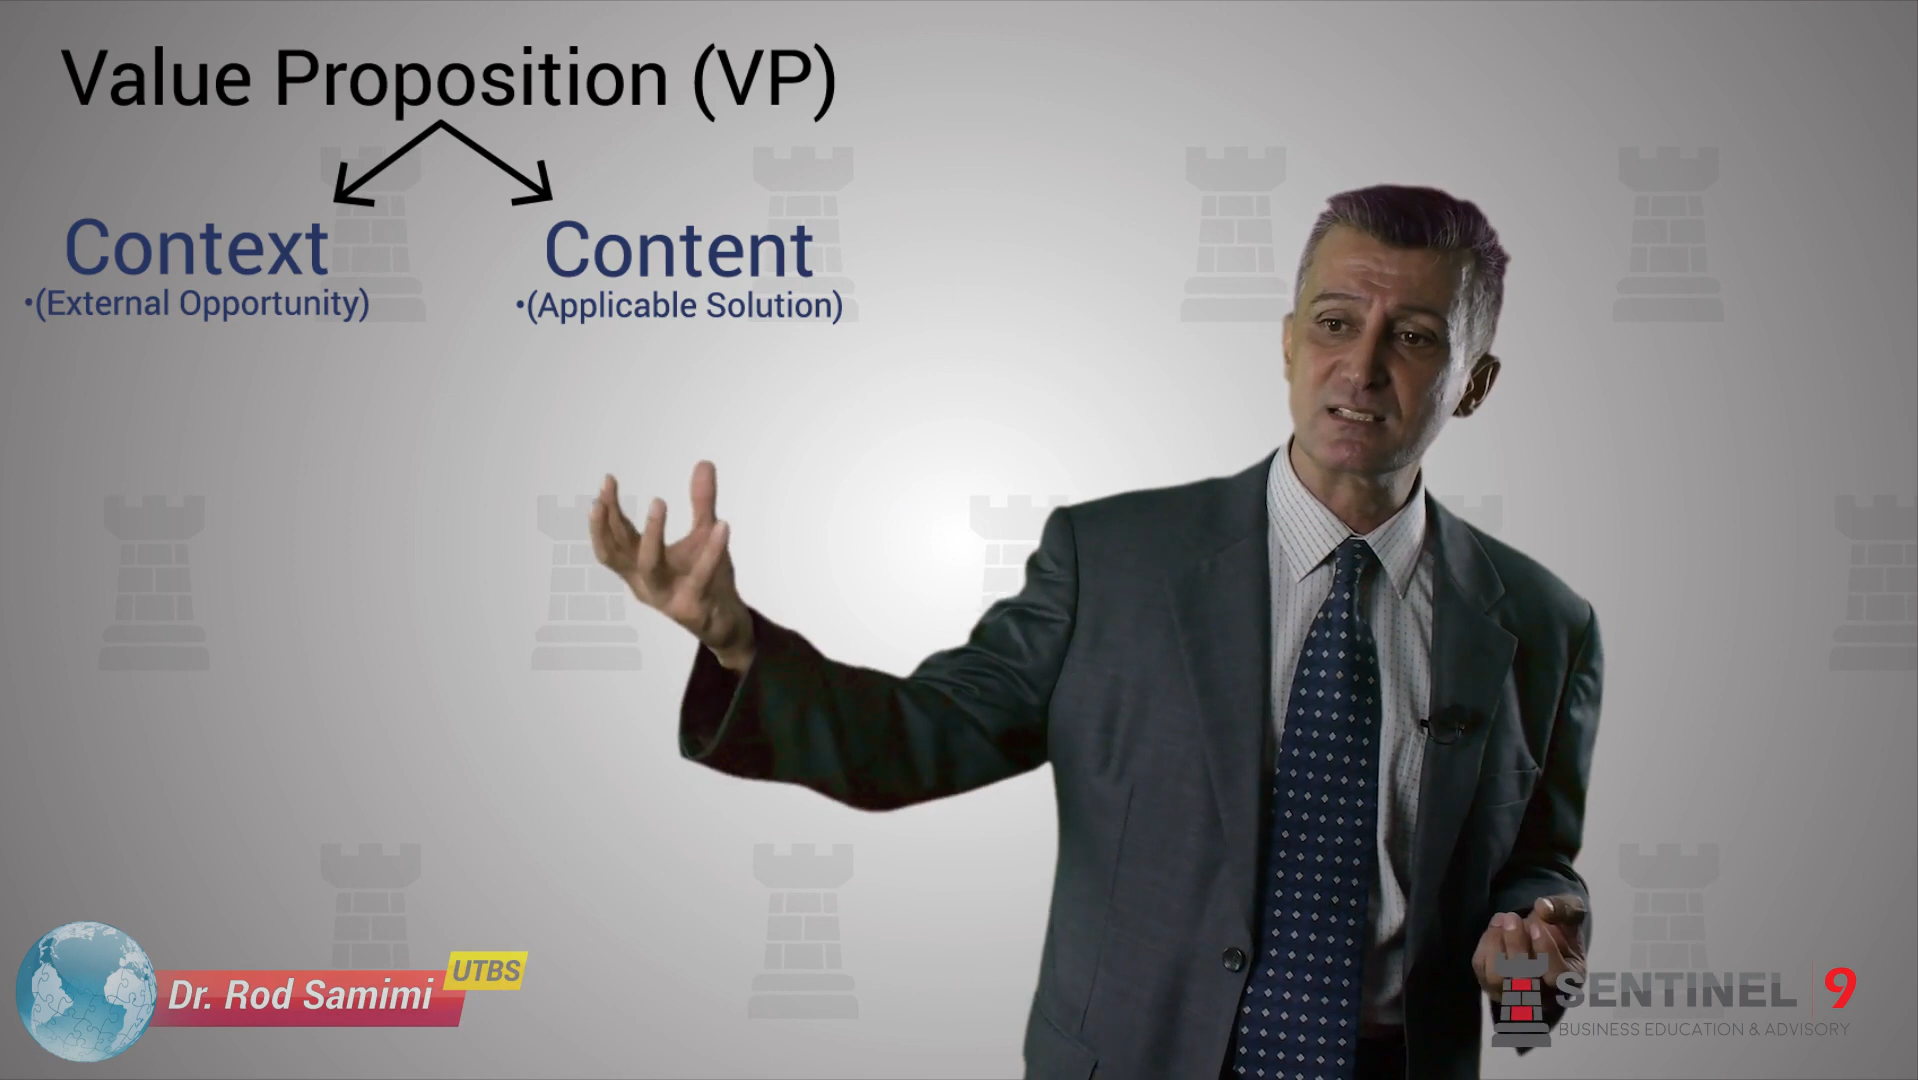 Value Proposition (VP)
Context
•(External Opportunity)
Content
•(Applicable Solution)
Dr. Rod Samimi
UTBS
SENTINEL 9
BUSINESS EDUCATION & ADVISORY